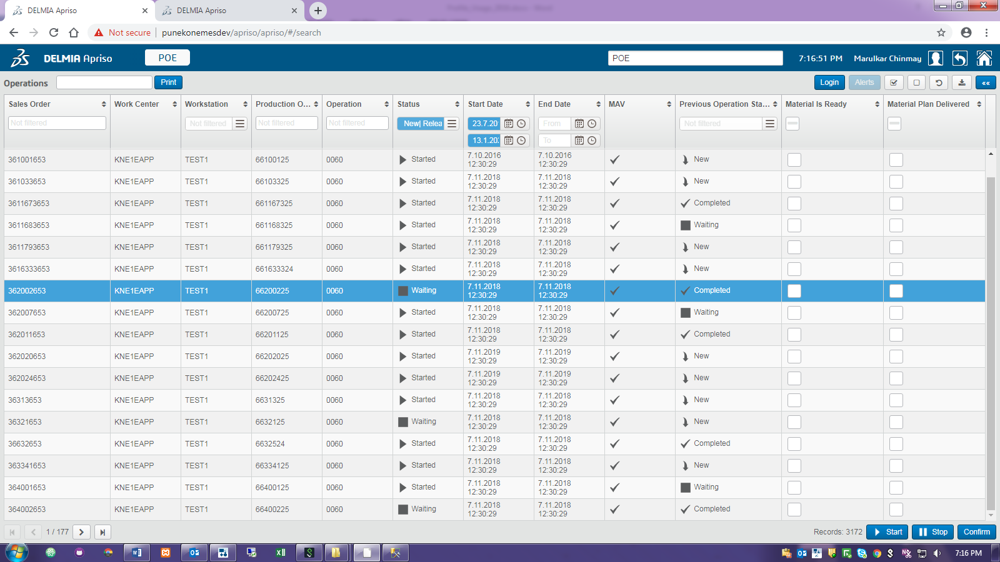 DELMIA Apriso
DELMIA Apriso
Not secure | punekonemesdev/apriso/apriso/#/search
DELMIA Apriso POE POE 7:16:51 PM Marulkar Chinmay
Operations Print Login Alerts ««
Sales Order Work Center Workstation Production O... Operation Status Start Date End Date MAV Previous Operation Sta... Material Is Ready Material Plan Delivered
Not filtered Not filtered Not filtered Not filtered New| Relea 23.7.20 From Not filtered
13.1.20 To
361001653 KNE1EAPP TEST1 66100125 0060 Started 7.10.2016 12:30:29 7.10.2016 12:30:29 New
361033653 KNE1EAPP TEST1 66103325 0060 Started 7.11.2018 12:30:29 7.11.2018 12:30:29 New
3611673653 KNE1EAPP TEST1 661167325 0060 Started 7.11.2018 12:30:29 7.11.2018 12:30:29 Completed
3611683653 KNE1EAPP TEST1 661168325 0060 Started 7.11.2018 12:30:29 7.11.2018 12:30:29 Waiting
3611793653 KNE1EAPP TEST1 661179325 0060 Started 7.11.2018 12:30:29 7.11.2018 12:30:29 New
3616333653 KNE1EAPP TEST1 661633324 0060 Started 7.11.2018 12:30:29 7.11.2018 12:30:29 New
362002653 KNE1EAPP TEST1 66200225 0060 Waiting 7.11.2018 12:30:29 7.11.2018 12:30:29 Completed
362007653 KNE1EAPP TEST1 66200725 0060 Started 7.11.2018 12:30:29 7.11.2018 12:30:29 Waiting
362011653 KNE1EAPP TEST1 66201125 0060 Started 7.11.2018 12:30:29 7.11.2018 12:30:29 Completed
362020653 KNE1EAPP TEST1 66202025 0060 Started 7.11.2019 12:30:29 7.11.2019 12:30:29 New
362024653 KNE1EAPP TEST1 66202425 0060 Started 7.11.2019 12:30:29 7.11.2019 12:30:29 New
36313653 KNE1EAPP TEST1 6631325 0060 Started 7.11.2018 12:30:29 7.11.2018 12:30:29 New
36321653 KNE1EAPP TEST1 6632125 0060 Waiting 7.11.2018 12:30:29 7.11.2018 12:30:29 New
36632653 KNE1EAPP TEST1 6632524 0060 Started 7.11.2018 12:30:29 7.11.2018 12:30:29 Completed
363341653 KNE1EAPP TEST1 66334125 0060 Started 7.11.2018 12:30:29 7.11.2018 12:30:29 New
364001653 KNE1EAPP TEST1 66400125 0060 Started 7.11.2018 12:30:29 7.11.2018 12:30:29 Waiting
364002653 KNE1EAPP TEST1 66400225 0060 Waiting 7.11.2018 12:30:29 7.11.2018 12:30:29 Completed
1 / 177 Records: 3172 Start Stop Confirm
7:16 PM